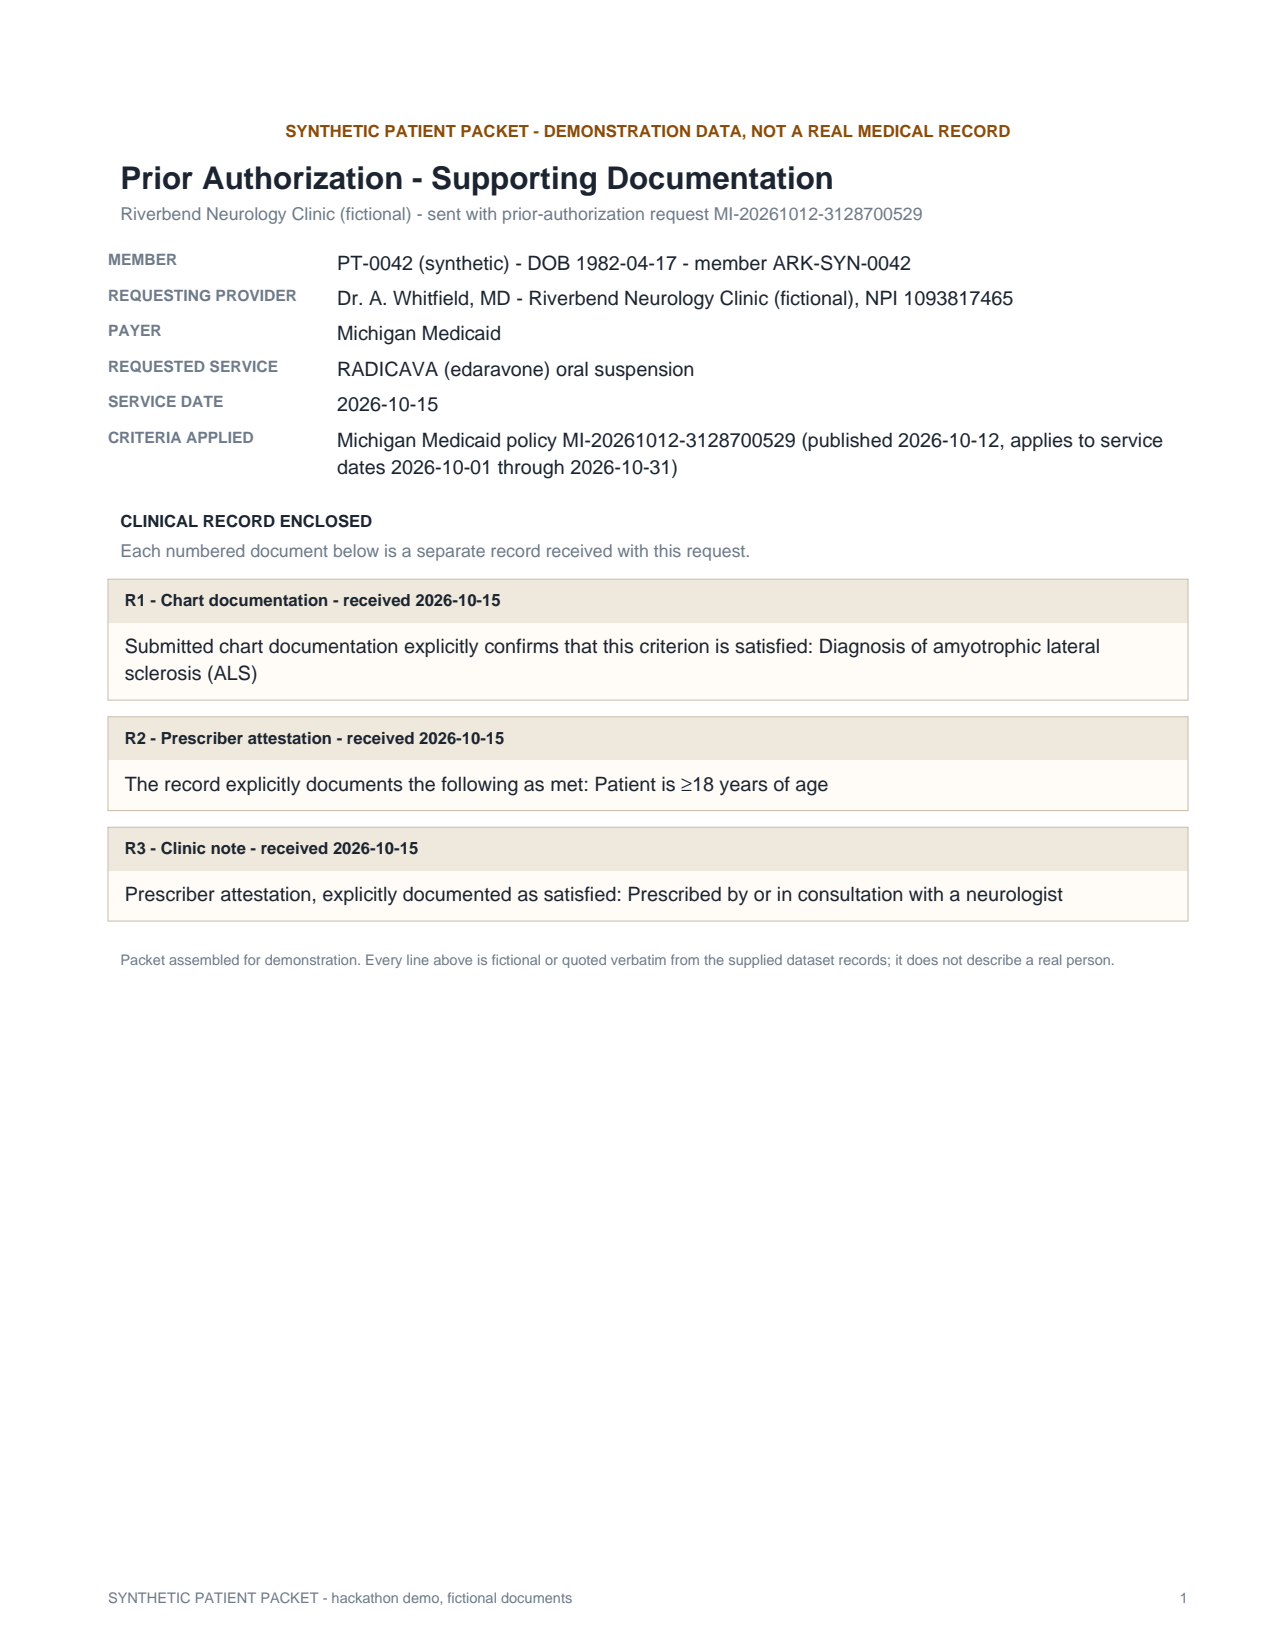 SYNTHETIC PATIENT PACKET - DEMONSTRATION DATA, NOT A REAL MEDICAL RECORD
Prior Authorization - Supporting Documentation
Riverbend Neurology Clinic (fictional) - sent with prior-authorization request MI-20261012-3128700529
MEMBER PT-0042 (synthetic) - DOB 1982-04-17 - member ARK-SYN-0042
REQUESTING PROVIDER Dr. A. Whitfield, MD - Riverbend Neurology Clinic (fictional), NPI 1093817465
PAYER Michigan Medicaid
REQUESTED SERVICE RADICAVA (edaravone) oral suspension
SERVICE DATE 2026-10-15
CRITERIA APPLIED Michigan Medicaid policy MI-20261012-3128700529 (published 2026-10-12, applies to service
dates 2026-10-01 through 2026-10-31)
CLINICAL RECORD ENCLOSED
Each numbered document below is a separate record received with this request.
R1 - Chart documentation - received 2026-10-15
Submitted chart documentation explicitly confirms that this criterion is satisfied: Diagnosis of amyotrophic lateral
sclerosis (ALS)
R2 - Prescriber attestation - received 2026-10-15
The record explicitly documents the following as met: Patient is ≥18 years of age
R3 - Clinic note - received 2026-10-15
Prescriber attestation, explicitly documented as satisfied: Prescribed by or in consultation with a neurologist
Packet assembled for demonstration. Every line above is fictional or quoted verbatim from the supplied dataset records; it does not describe a real person.
SYNTHETIC PATIENT PACKET - hackathon demo, fictional documents 1